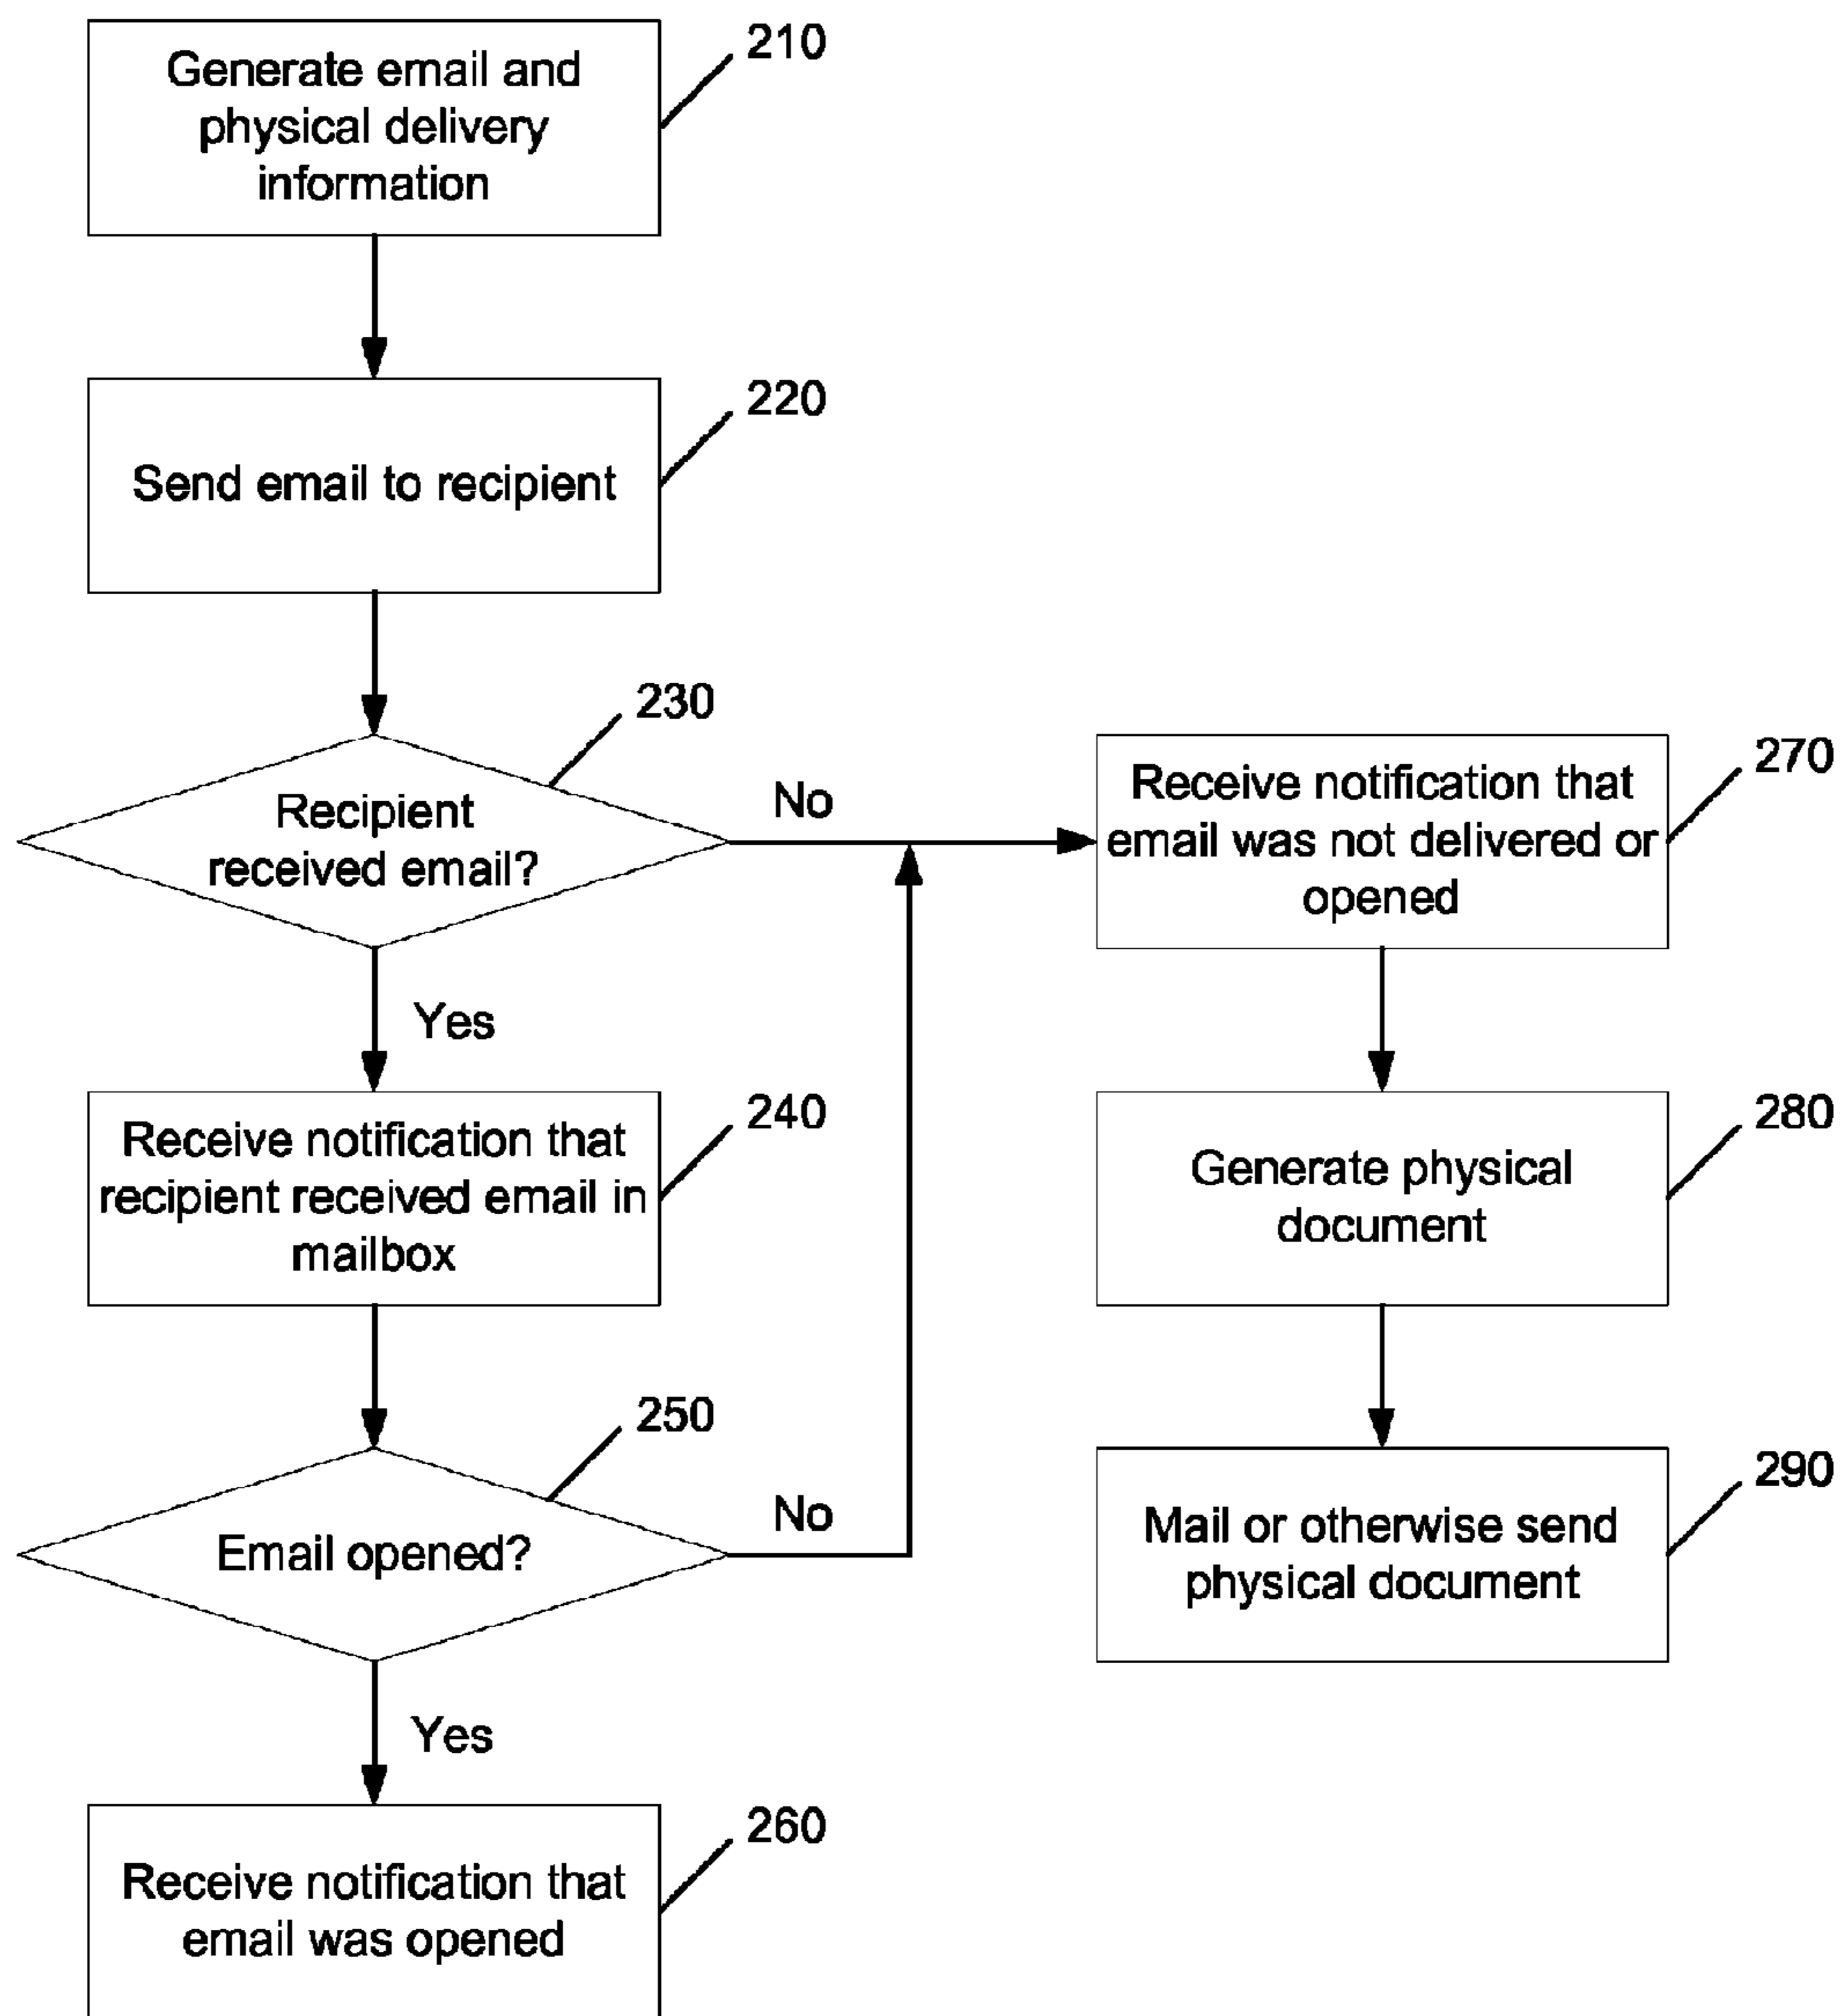 Generate email and
physical delivery
information
210
Send email to recipient
220
Recipient
received email?
230
No
Yes
Receive notification that
recipient received email in
mailbox
240
Email opened?
250
No
Yes
Receive notification that
email was opened
260
Receive notification that
email was not delivered or
opened
270
Generate physical
document
280
Mail or otherwise send
physical document
290